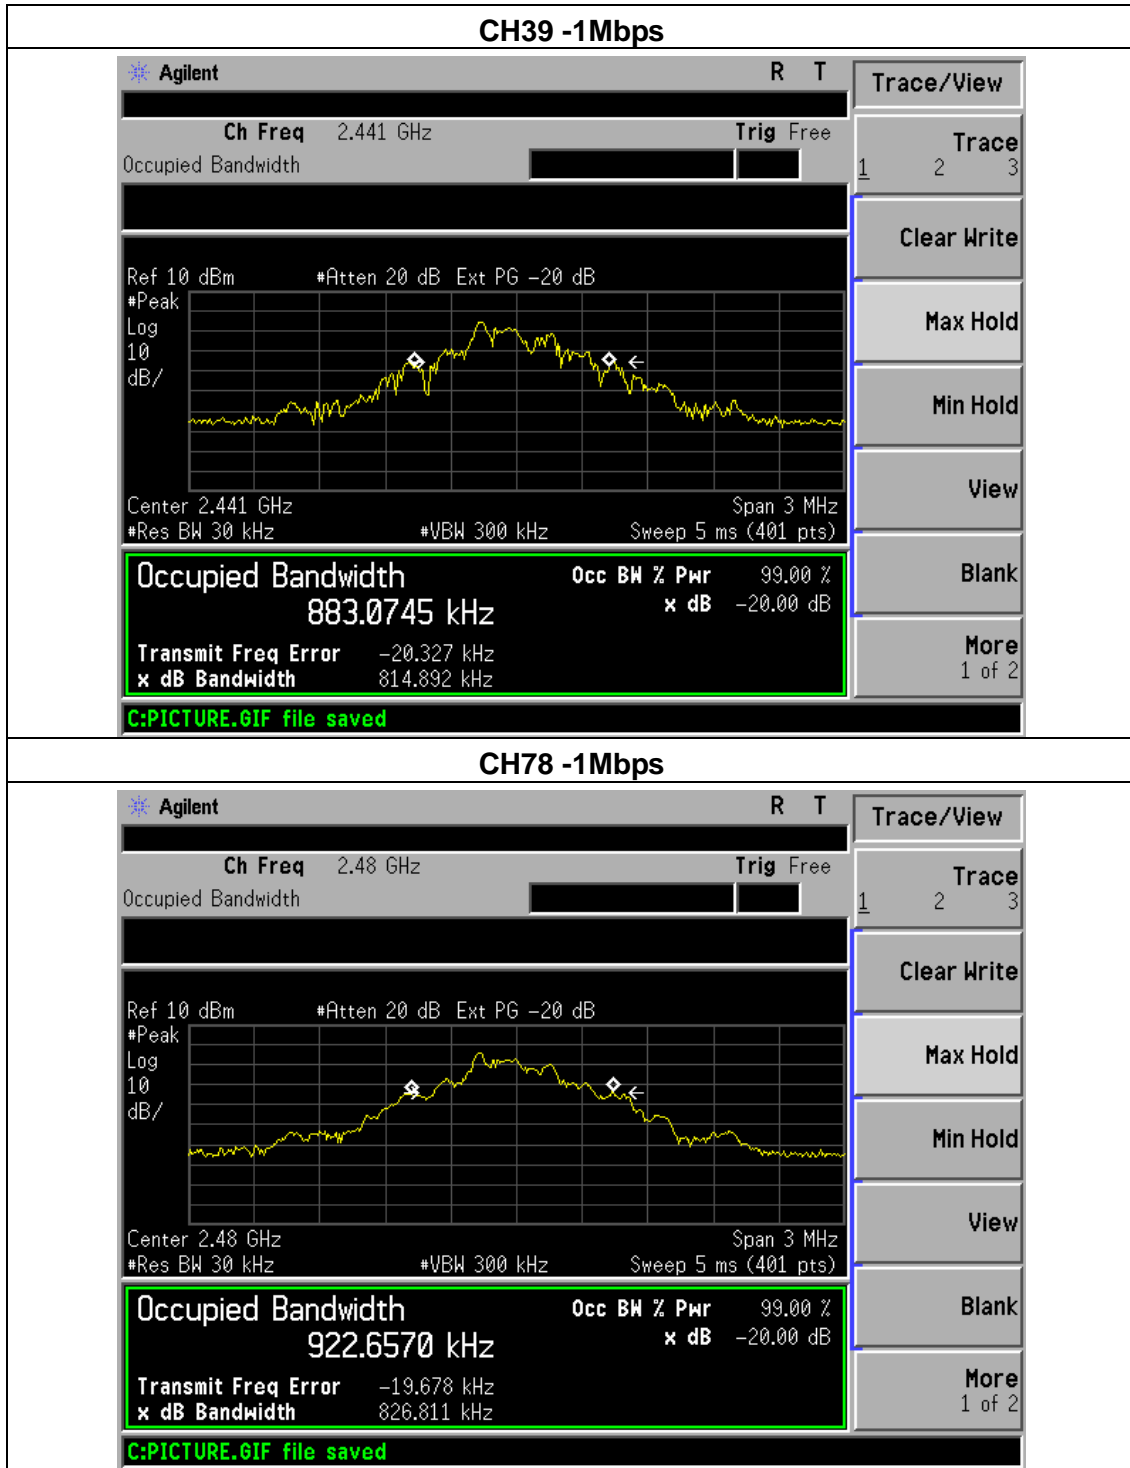 CH39 -1Mbps
Agilent R T Trace/View
Ch Freq 2.441 GHz Trig Free
Occupied Bandwidth
Trace
1 2 3
Clear Write
Max Hold
Min Hold
View
Blank
More
1 of 2
Ref 10 dBm #Atten 20 dB Ext PG -20 dB
#Peak
Log
10
dB/
Center 2.441 GHz Span 3 MHz
#Res BW 30 kHz #VBW 300 kHz Sweep 5 ms (401 pts)
Occupied Bandwidth Occ BW % Pwr 99.00 %
883.0745 kHz x dB -20.00 dB
Transmit Freq Error -20.327 kHz
x dB Bandwidth 814.892 kHz
C:PICTURE.GIF file saved
CH78 -1Mbps
Agilent R T Trace/View
Ch Freq 2.48 GHz Trig Free
Occupied Bandwidth
Trace
1 2 3
Clear Write
Max Hold
Min Hold
View
Blank
More
1 of 2
Ref 10 dBm #Atten 20 dB Ext PG -20 dB
#Peak
Log
10
dB/
Center 2.48 GHz Span 3 MHz
#Res BW 30 kHz #VBW 300 kHz Sweep 5 ms (401 pts)
Occupied Bandwidth Occ BW % Pwr 99.00 %
922.6570 kHz x dB -20.00 dB
Transmit Freq Error -19.678 kHz
x dB Bandwidth 826.811 kHz
C:PICTURE.GIF file saved